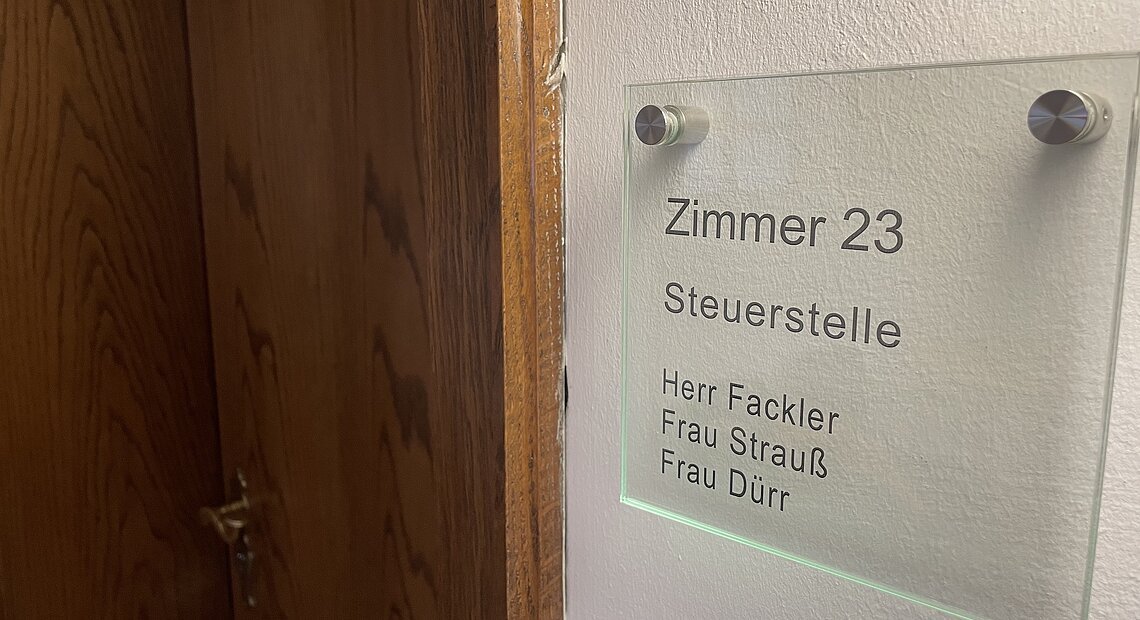 Zimmer 23
Steuerstelle
Herr Fackler
Frau Strauß
Frau Dürr